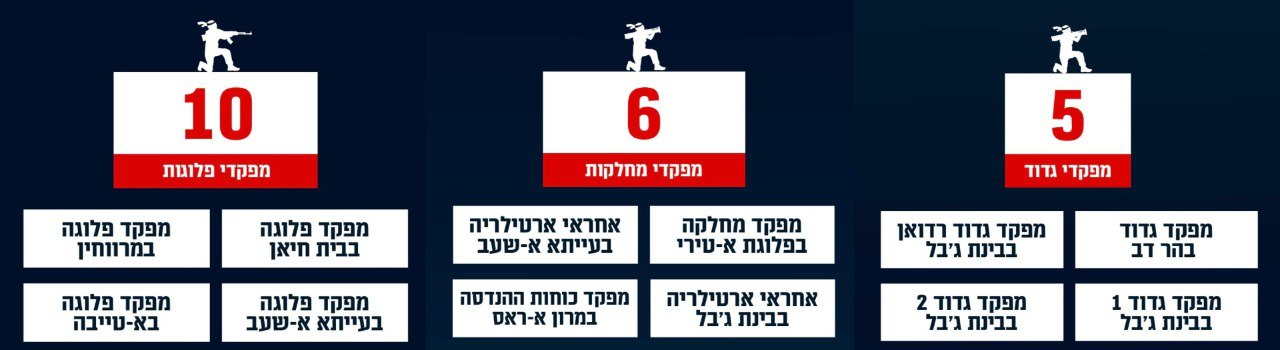 5
מפקדי גדוד
מפקד גדוד
בהר דב
מפקד גדוד רדואן
בבינת ג'בל
מפקד גדוד 1
בבינת ג'בל
מפקד גדוד 2
בבינת ג'בל
6
מפקדי מחלקות
מפקד מחלקה
בפלוגת א-טירי
אחראי ארטילריה
בעייתא א-שעב
אחראי ארטילריה
בבינת ג'בל
מפקד כוחות ההנדסה
במרון א-ראס
10
מפקדי פלוגות
מפקד פלוגה
בבית חיאן
מפקד פלוגה
במרווחין
מפקד פלוגה
בעייתא א-שעב
מפקד פלוגה
בא-טייבה